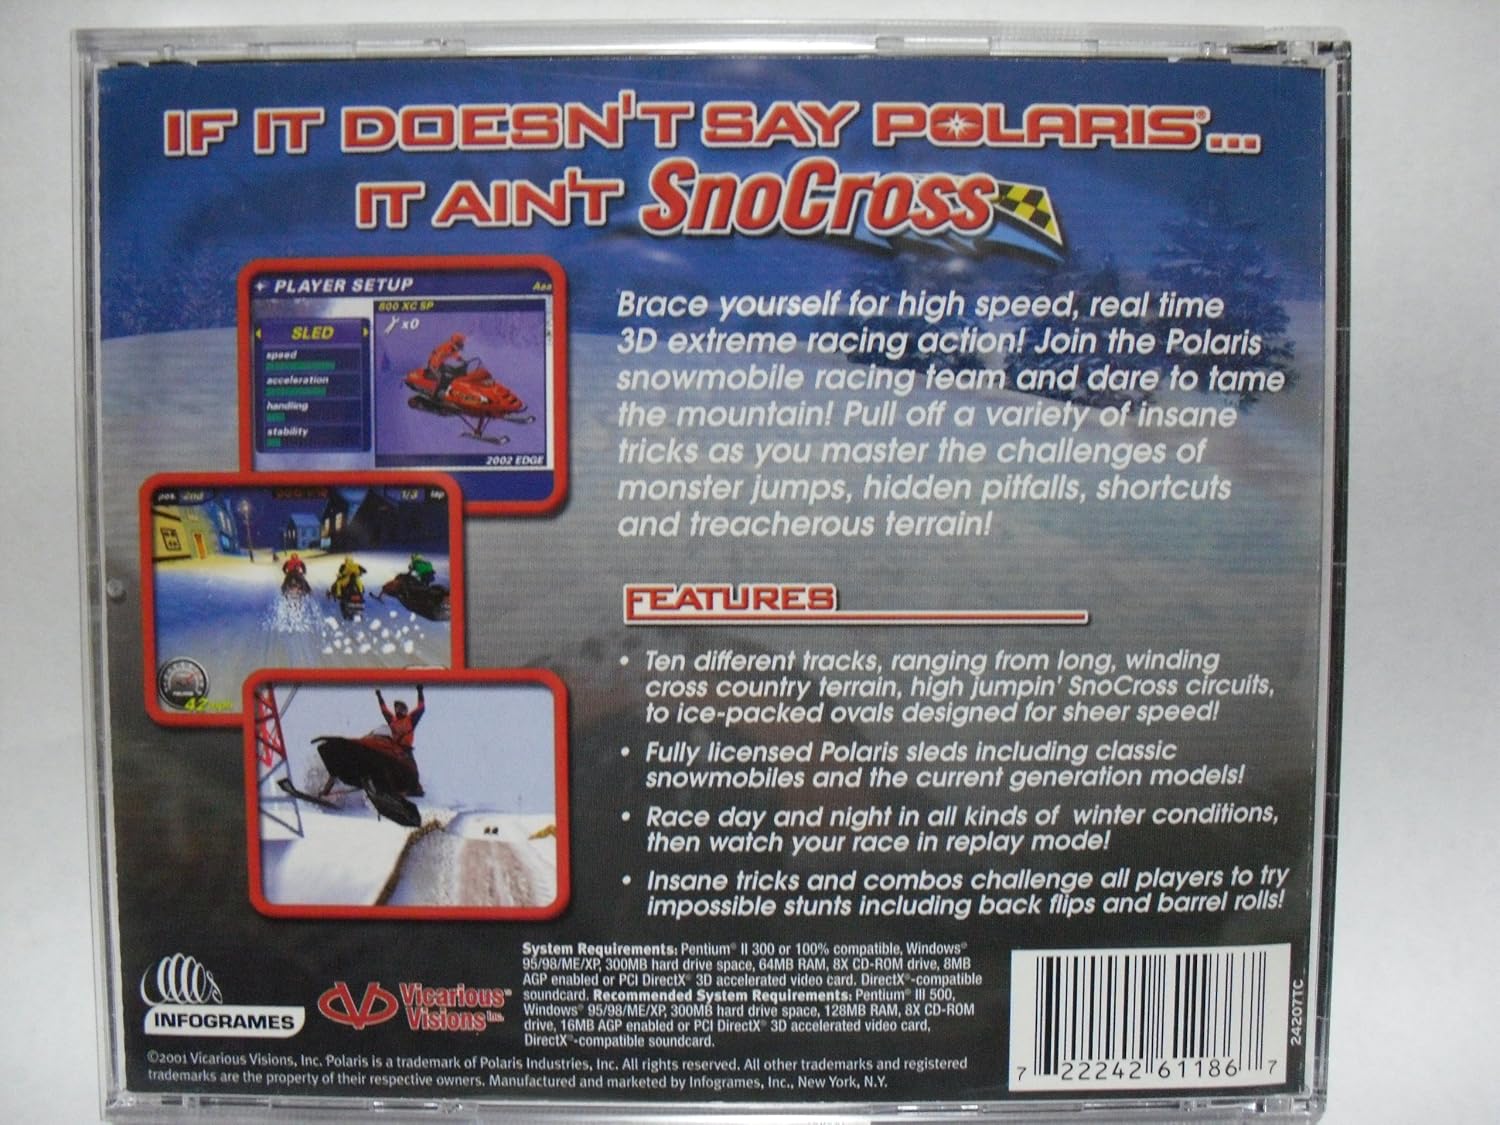 IF IT DOESN'T SAY POLARIS®...
IT AIN'T SnoCross
PLAYER SETUP
Aaa
800 XC SP
x0
SLED
speed
acceleration
handling
stability
2002 EDGE
Brace yourself for high speed, real time
3D extreme racing action! Join the Polaris
snowmobile racing team and dare to tame
the mountain! Pull off a variety of insane
tricks as you master the challenges of
monster jumps, hidden pitfalls, shortcuts
and treacherous terrain!
pos. 2nd
1/3 lap
42 mph
FEATURES
• Ten different tracks, ranging from long, winding
cross country terrain, high jumpin' SnoCross circuits,
to ice-packed ovals designed for sheer speed!
• Fully licensed Polaris sleds including classic
snowmobiles and the current generation models!
• Race day and night in all kinds of winter conditions,
then watch your race in replay mode!
• Insane tricks and combos challenge all players to try
impossible stunts including back flips and barrel rolls!
INFOGRAMES
Vicarious™
Visions Inc.
System Requirements: Pentium® II 300 or 100% compatible, Windows®
95/98/ME/XP, 300MB hard drive space, 64MB RAM, 8X CD-ROM drive, 8MB
AGP enabled or PCI DirectX® 3D accelerated video card. DirectX®-compatible
soundcard. Recommended System Requirements: Pentium® III 500,
Windows® 95/98/ME/XP, 300MB hard drive space, 128MB RAM, 8X CD-ROM
drive, 16MB AGP enabled or PCI DirectX® 3D accelerated video card,
DirectX®-compatible soundcard.
©2001 Vicarious Visions, Inc. Polaris is a trademark of Polaris Industries, Inc. All rights reserved. All other trademarks and registered
trademarks are the property of their respective owners. Manufactured and marketed by Infogrames, Inc., New York, N.Y.
7 22242 61186 7
24207TC